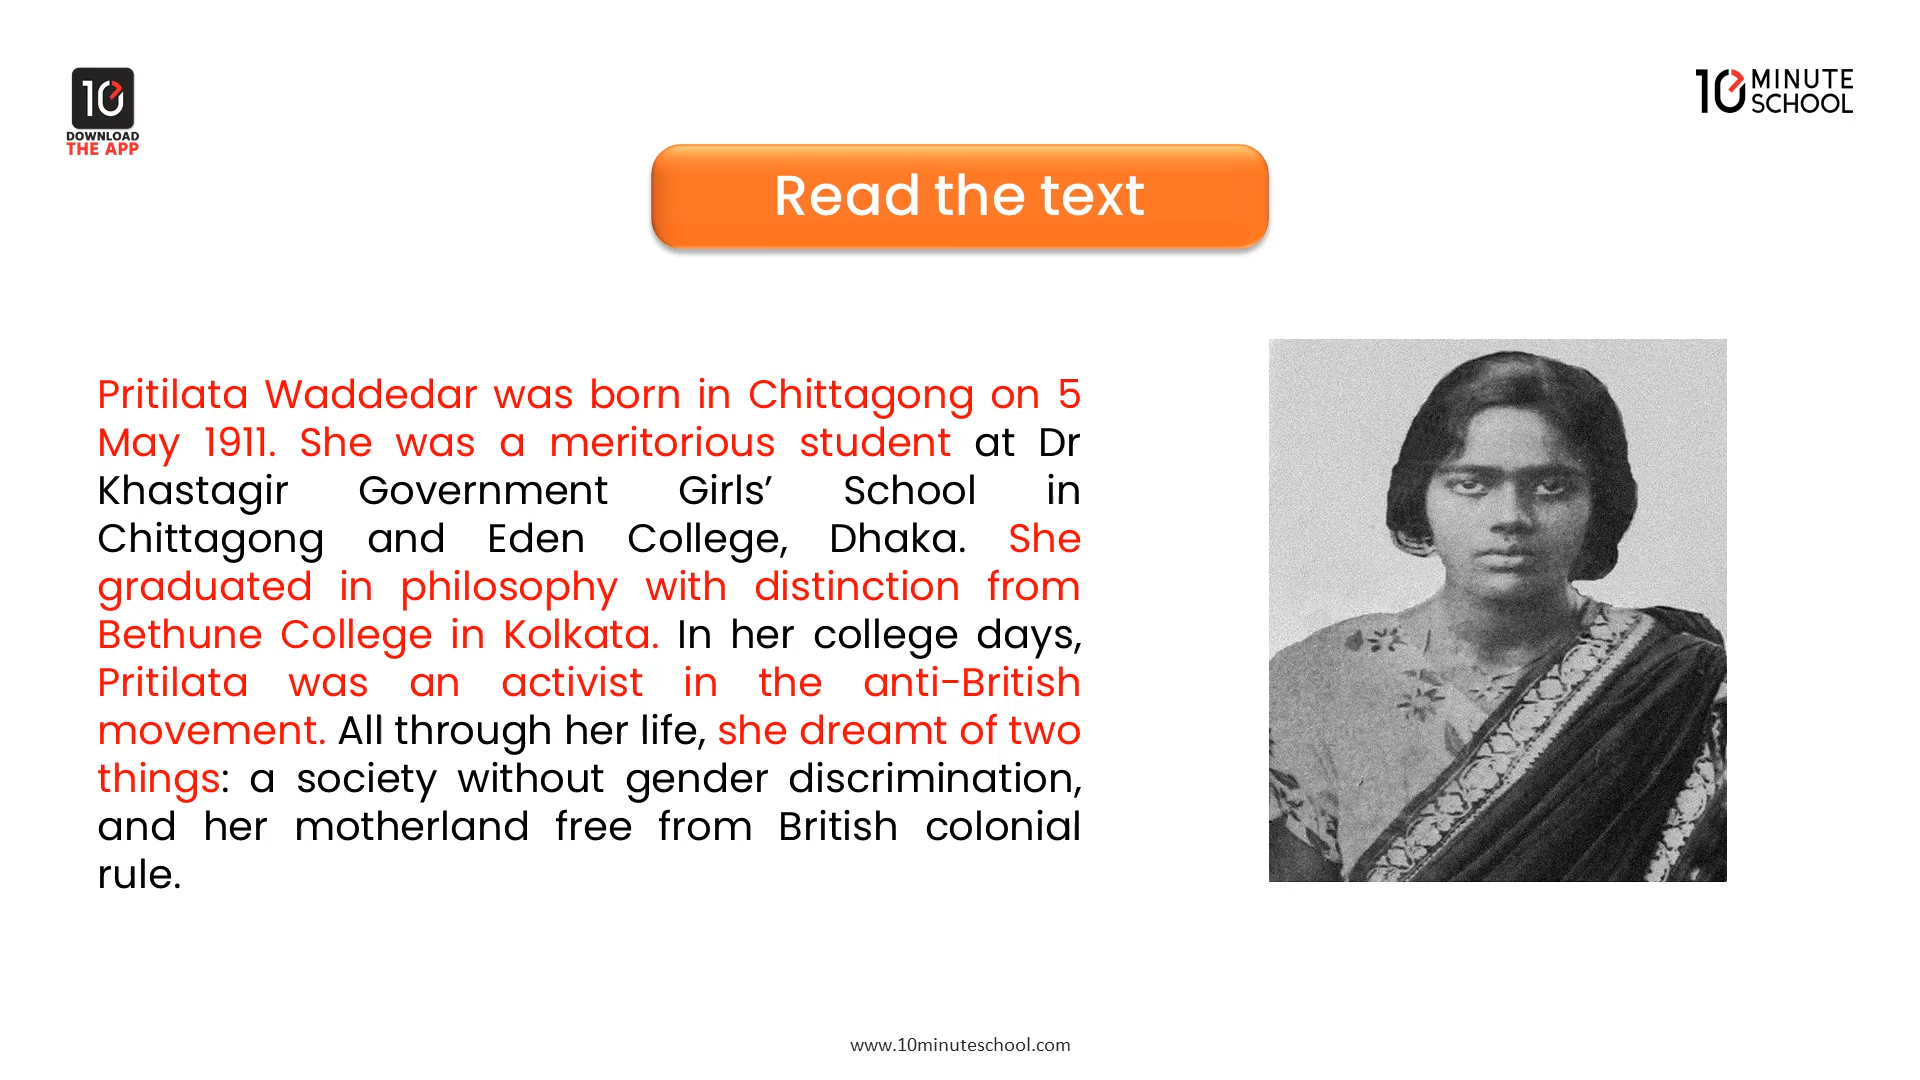 10
DOWNLOAD
THE APP
10 MINUTE
SCHOOL
Read the text
Pritilata Waddedar was born in Chittagong on 5
May 1911. She was a meritorious student at Dr
Khastagir Government Girls’ School in
Chittagong and Eden College, Dhaka. She
graduated in philosophy with distinction from
Bethune College in Kolkata. In her college days,
Pritilata was an activist in the anti-British
movement. All through her life, she dreamt of two
things: a society without gender discrimination,
and her motherland free from British colonial
rule.
www.10minuteschool.com